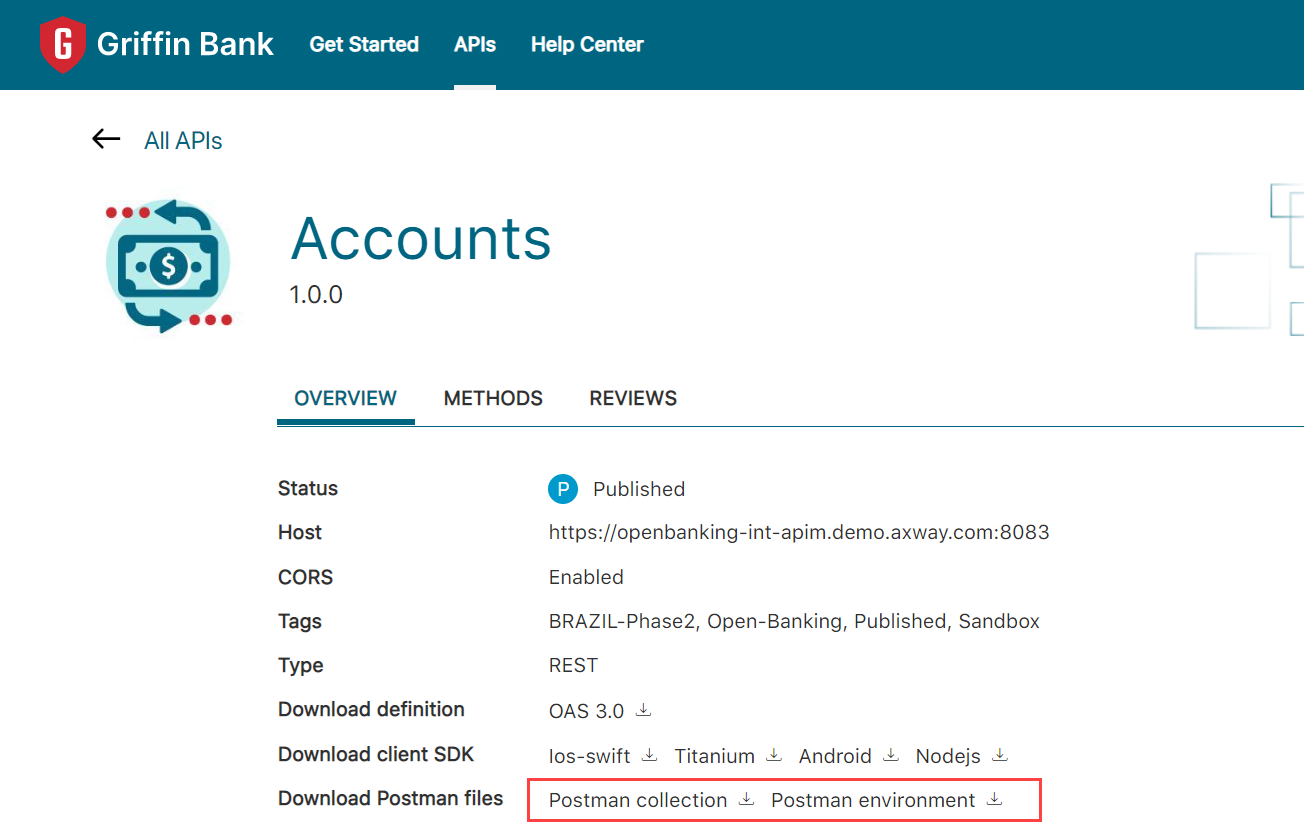 G Griffin Bank Get Started APIs Help Center
All APIs
$
Accounts
1.0.0
OVERVIEW METHODS REVIEWS
Status P Published
Host https://openbanking-int-apim.demo.axway.com:8083
CORS Enabled
Tags BRAZIL-Phase2, Open-Banking, Published, Sandbox
Type REST
Download definition OAS 3.0
Download client SDK Ios-swift Titanium Android Nodejs
Download Postman files Postman collection Postman environment